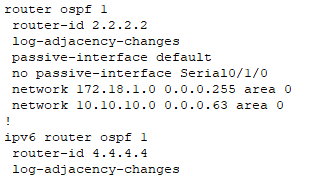 router ospf 1
router-id 2.2.2.2
log-adjacency-changes
passive-interface default
no passive-interface Serial0/1/0
network 172.18.1.0 0.0.0.255 area 0
network 10.10.10.0 0.0.0.63 area 0
!
ipv6 router ospf 1
router-id 4.4.4.4
log-adjacency-changes